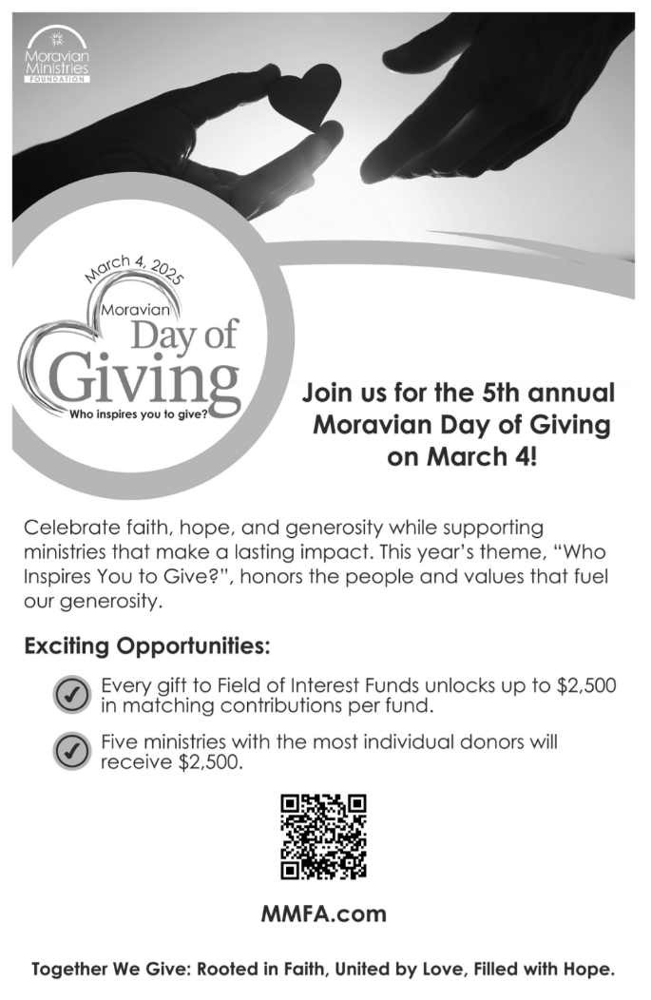 Moravian
Ministries
FOUNDATION
March 4, 2025
Moravian
Day of
Giving
Who inspires you to give?
Join us for the 5th annual
Moravian Day of Giving
on March 4!
Celebrate faith, hope, and generosity while supporting
ministries that make a lasting impact. This year’s theme, “Who
Inspires You to Give?”, honors the people and values that fuel
our generosity.
Exciting Opportunities:
Every gift to Field of Interest Funds unlocks up to $2,500
in matching contributions per fund.
Five ministries with the most individual donors will
receive $2,500.
MMFA.com
Together We Give: Rooted in Faith, United by Love, Filled with Hope.